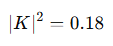 |K|² = 0.18